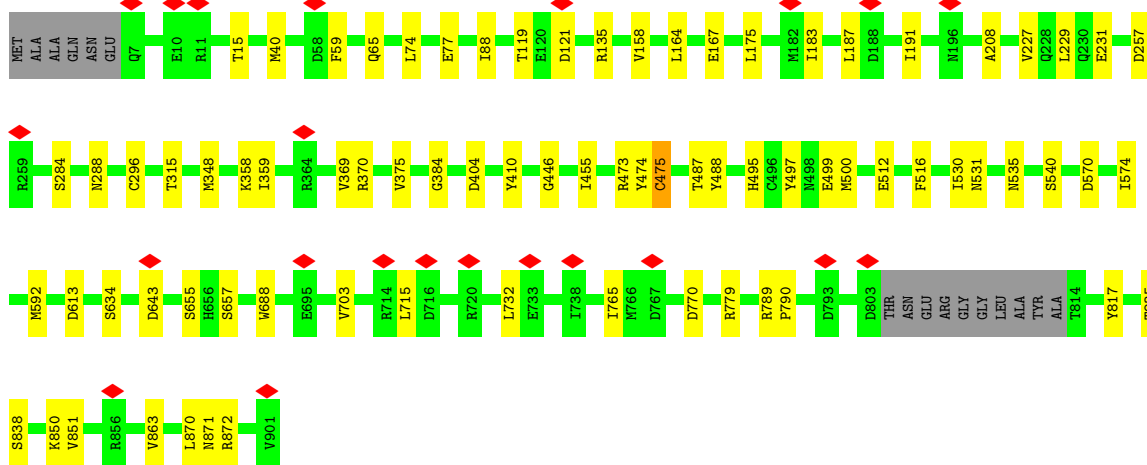 MET ALA ALA GLN ASN GLU Q7 E10 R11 T15 M40 D58 F59 Q65 L74 E77 I88 T119 E120 D121 R135 V158 L164 E167 L175 M182 I183 L187 D188 I191 N196 A208 V227 Q228 L229 Q230 E231 D257
R259 S284 N288 C296 T315 M348 K358 I359 R364 V369 R370 V375 G384 D404 Y410 G446 I455 R473 Y474 C475 T487 Y488 H495 C496 Y497 N498 E499 M500 E512 F516 I530 N531 N535 S540 D570 I574
M592 D613 S634 D643 S655 H656 S657 W688 E695 V703 R714 L715 D716 R720 L732 E733 I738 I765 M766 D767 D770 R779 R789 P790 D793 D803 THR ASN GLU ARG GLY GLY LEU ALA TYR ALA T814 Y817
S838 K850 V851 R856 V863 L870 N871 R872 V901